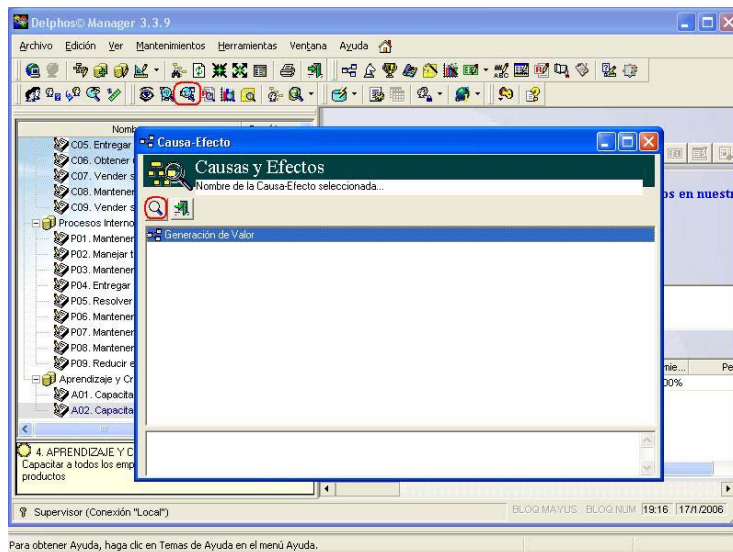 Delphos© Manager 3.3.9
Archivo Edición Ver Mantenimientos Herramientas Ventana Ayuda
Nomb
C05. Entregar
C06. Obtener
C07. Vender s
C08. Mantener
C09. Vender s
Procesos Interno
P01. Mantener
P02. Manejar t
P03. Mantener
P04. Entregar
P05. Resolver
P06. Mantener
P07. Mantener
P08. Mantener
P09. Reducir e
Aprendizaje y Cr
A01. Capacita
A02. Capacita
Causa-Efecto
Causas y Efectos
Nombre de la Causa-Efecto seleccionada...
Generación de Valor
os en nuestr
mie... Pe
00%
4. APRENDIZAJE Y C
Capacitar a todos los emp
productos
Supervisor (Conexión "Local") BLOQ MAYUS BLOQ NUM 19:16 17/1/2006
Para obtener Ayuda, haga clic en Temas de Ayuda en el menú Ayuda.